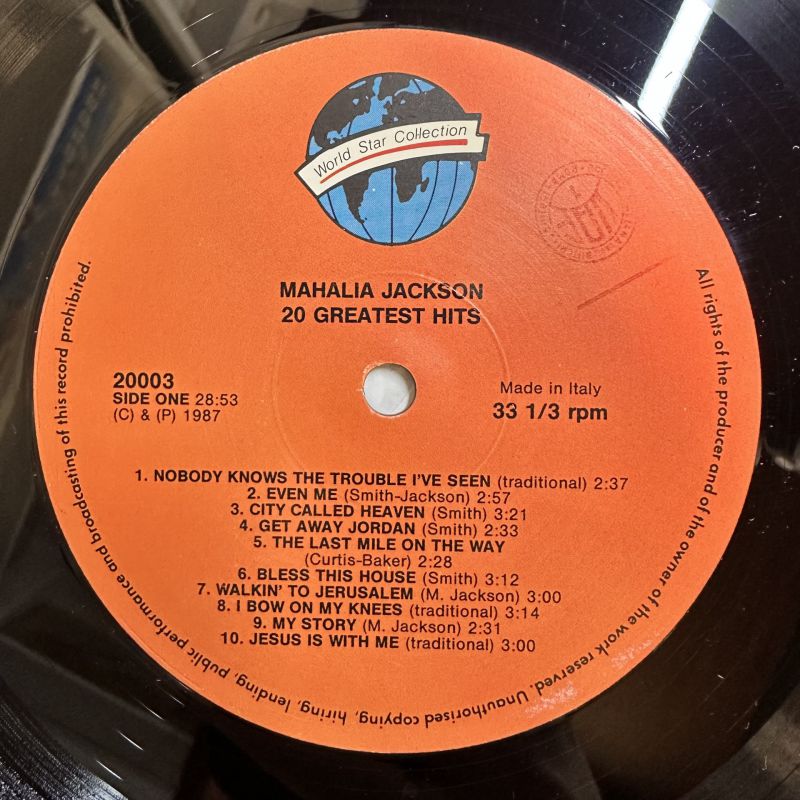 World Star Collection
MAHALIA JACKSON
20 GREATEST HITS
20003
SIDE ONE 28:53
(C) & (P) 1987
Made in Italy
33 1/3 rpm
1. NOBODY KNOWS THE TROUBLE I'VE SEEN (traditional) 2:37
2. EVEN ME (Smith-Jackson) 2:57
3. CITY CALLED HEAVEN (Smith) 3:21
4. GET AWAY JORDAN (Smith) 2:33
5. THE LAST MILE ON THE WAY
(Curtis-Baker) 2:28
6. BLESS THIS HOUSE (Smith) 3:12
7. WALKIN' TO JERUSALEM (M. Jackson) 3:00
8. I BOW ON MY KNEES (traditional) 3:14
9. MY STORY (M. Jackson) 2:31
10. JESUS IS WITH ME (traditional) 3:00
All rights of the producer and of the owner of the work reserved. Unauthorised copying, hiring, lending, public performance and broadcasting of this record prohibited.